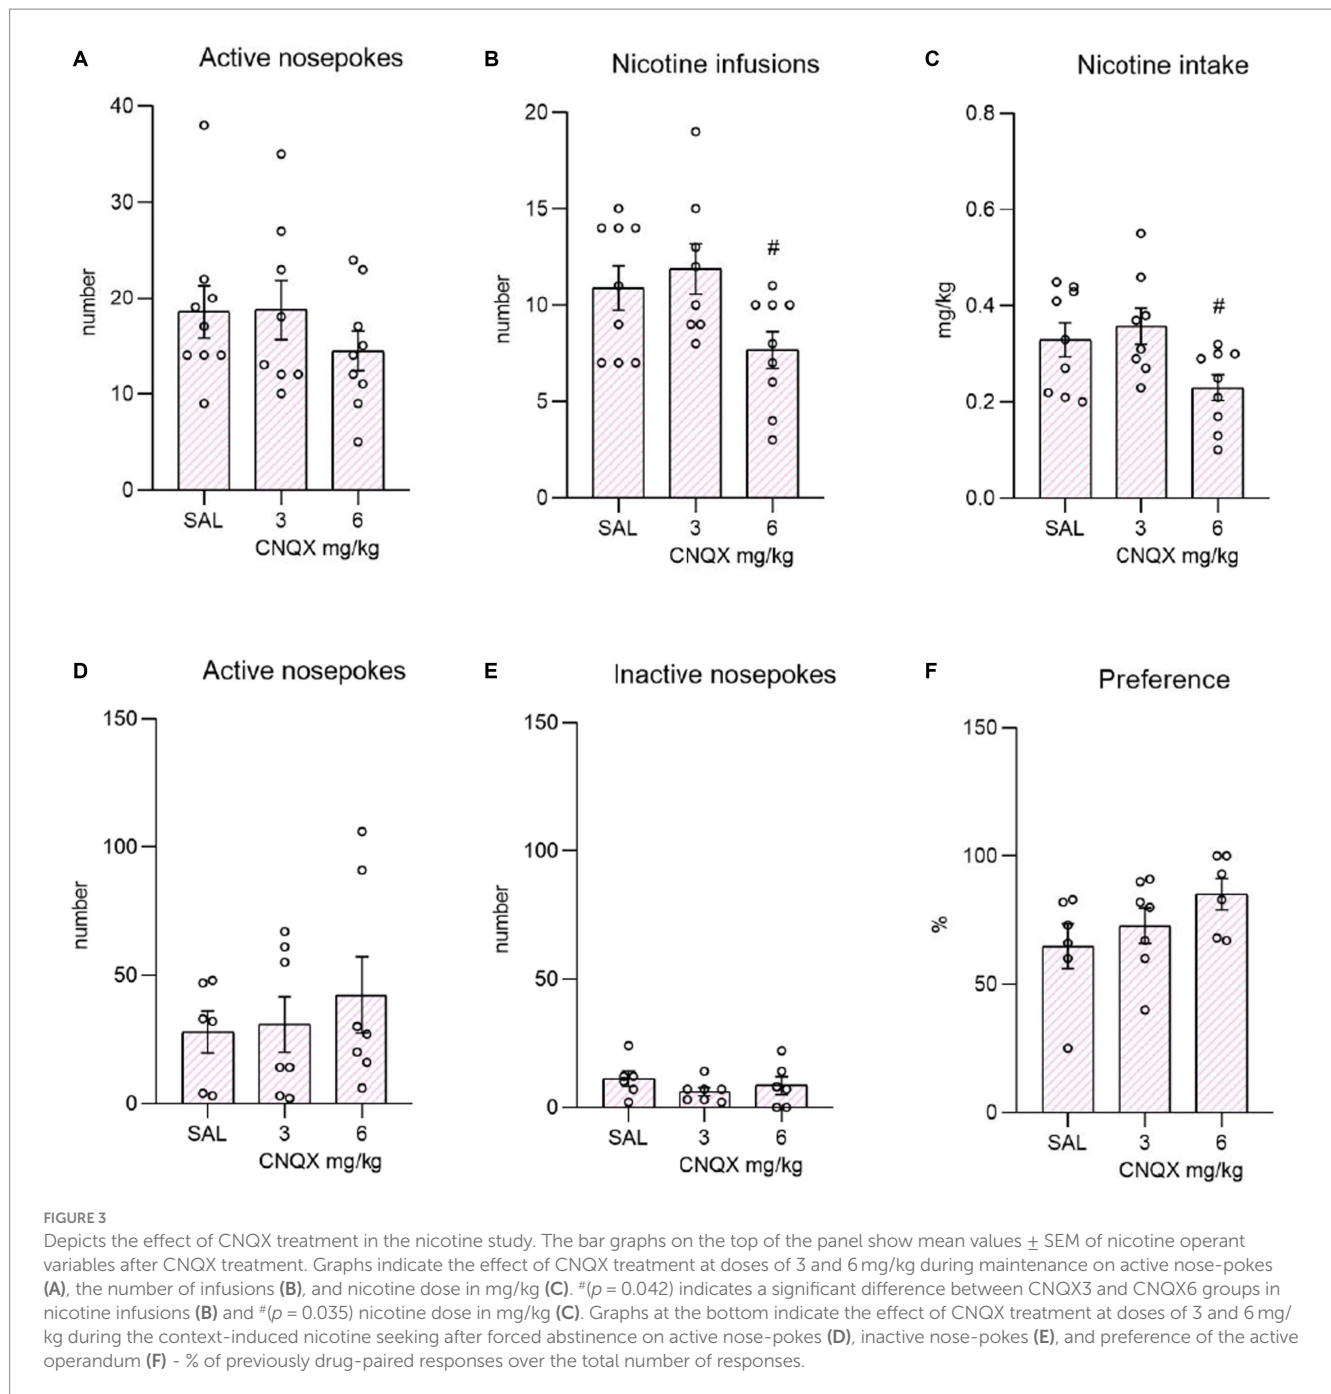 A
Active nosepokes
40
30
20
10
0
number
SAL
3
6
CNQX mg/kg
B
Nicotine infusions
20
15
10
5
0
number
#
SAL
3
6
CNQX mg/kg
C
Nicotine intake
0.8
0.6
0.4
0.2
0.0
mg/kg
#
SAL
3
6
CNQX mg/kg
D
Active nosepokes
150
100
50
0
number
SAL
3
6
CNQX mg/kg
E
Inactive nosepokes
150
100
50
0
number
SAL
3
6
CNQX mg/kg
F
Preference
150
100
50
0
%
SAL
3
6
CNQX mg/kg
FIGURE 3
Depicts the effect of CNQX treatment in the nicotine study. The bar graphs on the top of the panel show mean values ± SEM of nicotine operant
variables after CNQX treatment. Graphs indicate the effect of CNQX treatment at doses of 3 and 6 mg/kg during maintenance on active nose-pokes
(A), the number of infusions (B), and nicotine dose in mg/kg (C). #(p = 0.042) indicates a significant difference between CNQX3 and CNQX6 groups in
nicotine infusions (B) and #(p = 0.035) nicotine dose in mg/kg (C). Graphs at the bottom indicate the effect of CNQX treatment at doses of 3 and 6 mg/
kg during the context-induced nicotine seeking after forced abstinence on active nose-pokes (D), inactive nose-pokes (E), and preference of the active
operandum (F) - % of previously drug-paired responses over the total number of responses.